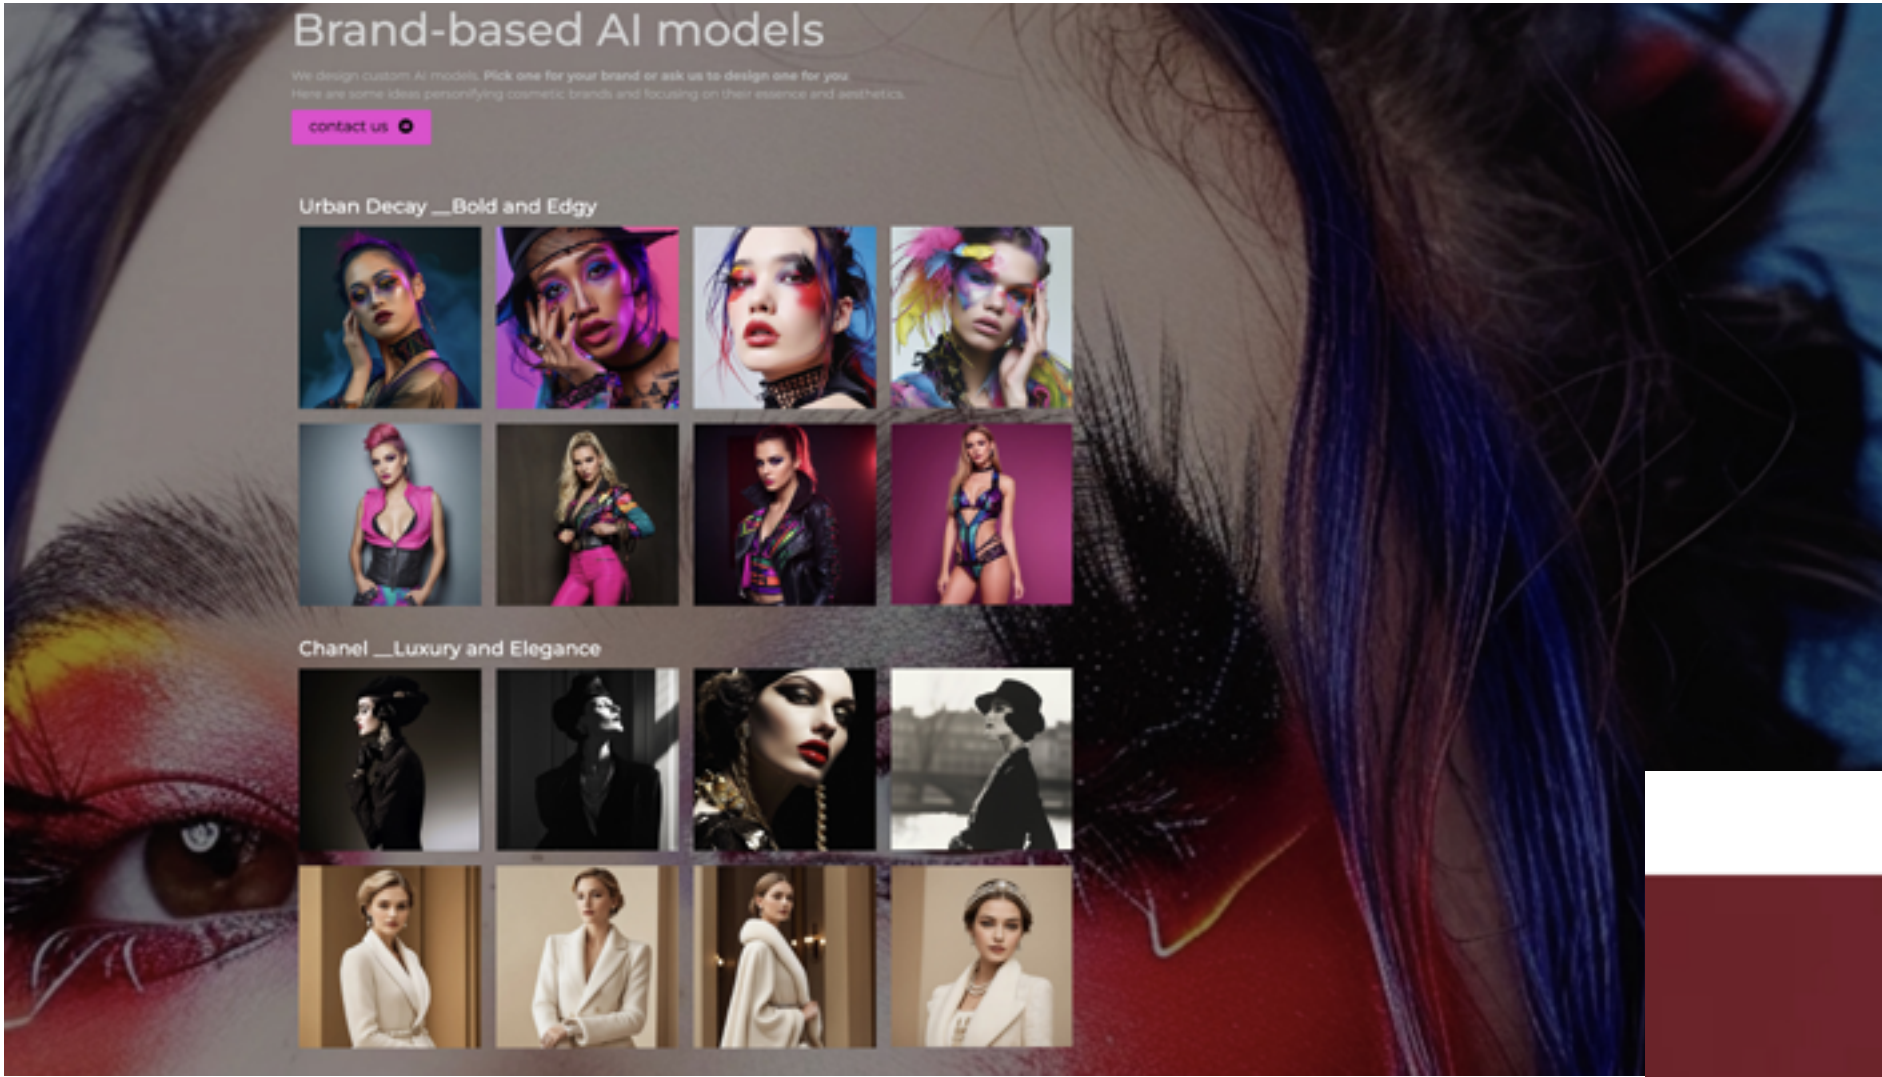 Brand-based AI models
We design custom AI models. Pick one for your brand or ask us to design one for you
Here are some ideas personifying cosmetic brands and focusing on their essence and aesthetics.
contact us
Urban Decay __Bold and Edgy
Chanel __Luxury and Elegance